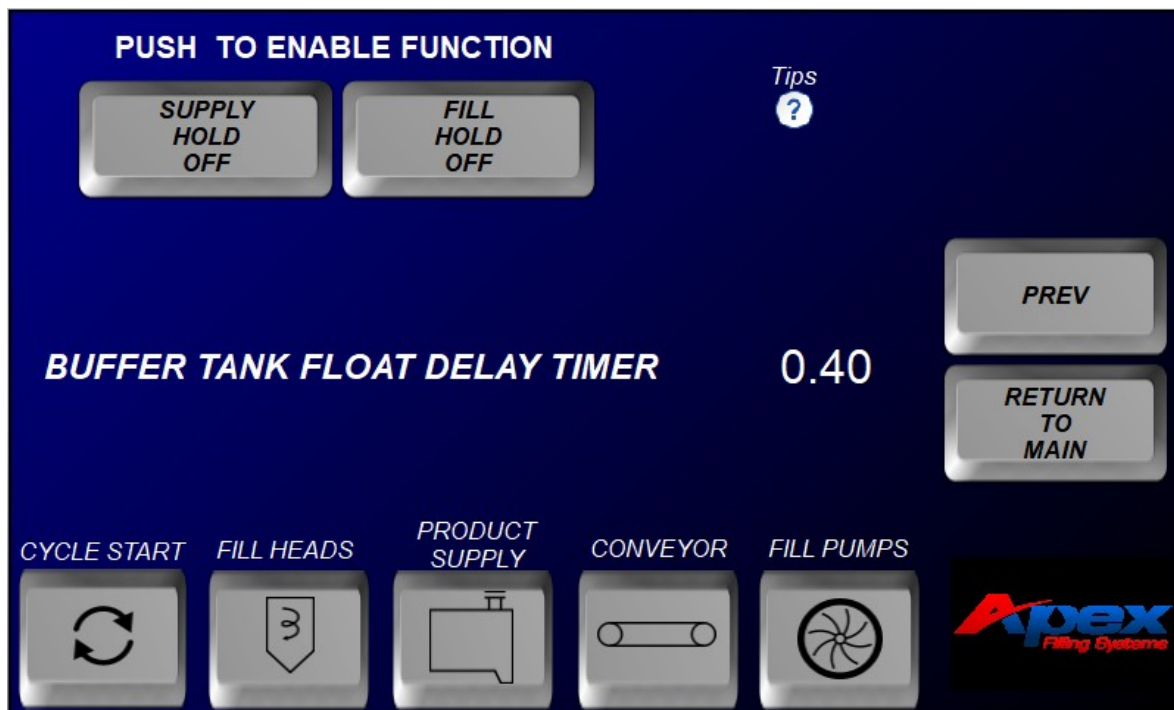 PUSH TO ENABLE FUNCTION
SUPPLY
HOLD
OFF
FILL
HOLD
OFF
Tips
?
PREV
BUFFER TANK FLOAT DELAY TIMER
0.40
RETURN
TO
MAIN
CYCLE START
FILL HEADS
PRODUCT
SUPPLY
CONVEYOR
FILL PUMPS
Apex
Filling Systems